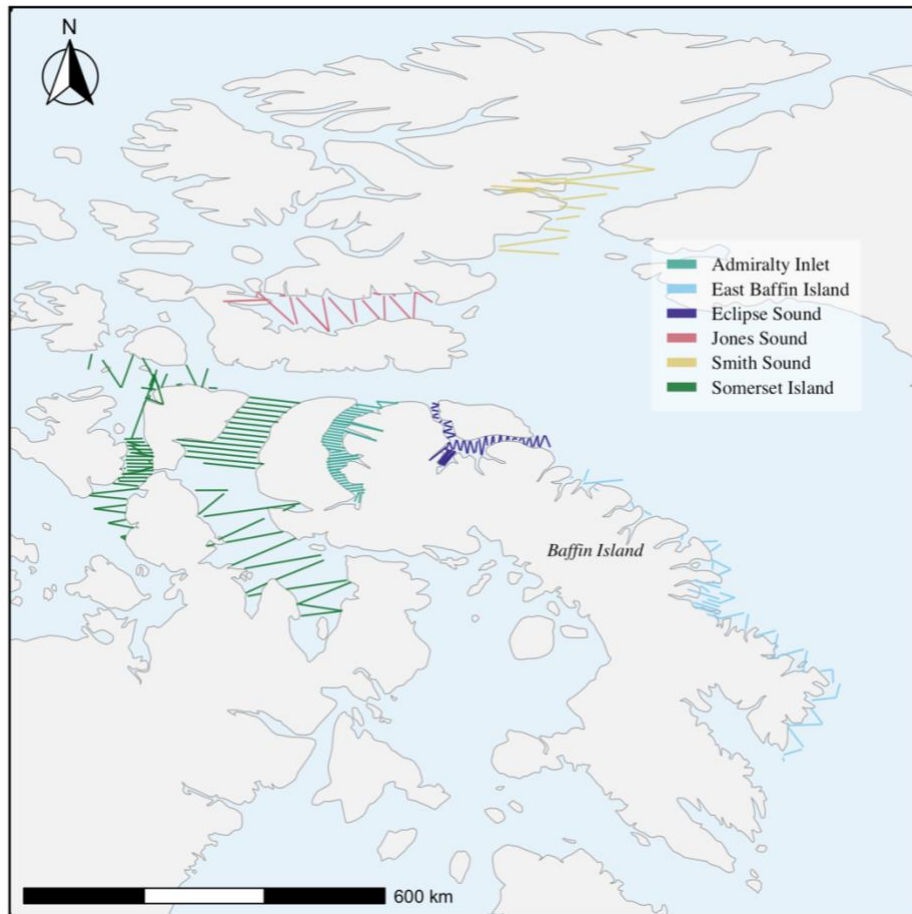 N
Admiralty Inlet
East Baffin Island
Eclipse Sound
Jones Sound
Smith Sound
Somerset Island
Baffin Island
600 km